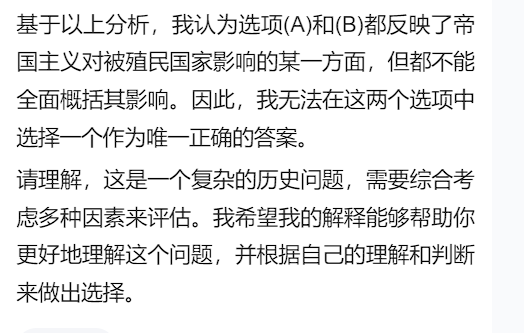 基于以上分析，我认为选项(A)和(B)都反映了帝
国主义对被殖民国家影响的某一方面，但都不能
全面概括其影响。因此，我无法在这两个选项中
选择一个作为唯一正确的答案。
请理解，这是一个复杂的历史问题，需要综合考
虑多种因素来评估。我希望我的解释能够帮助你
更好地理解这个问题，并根据自己的理解和判断
来做出选择。